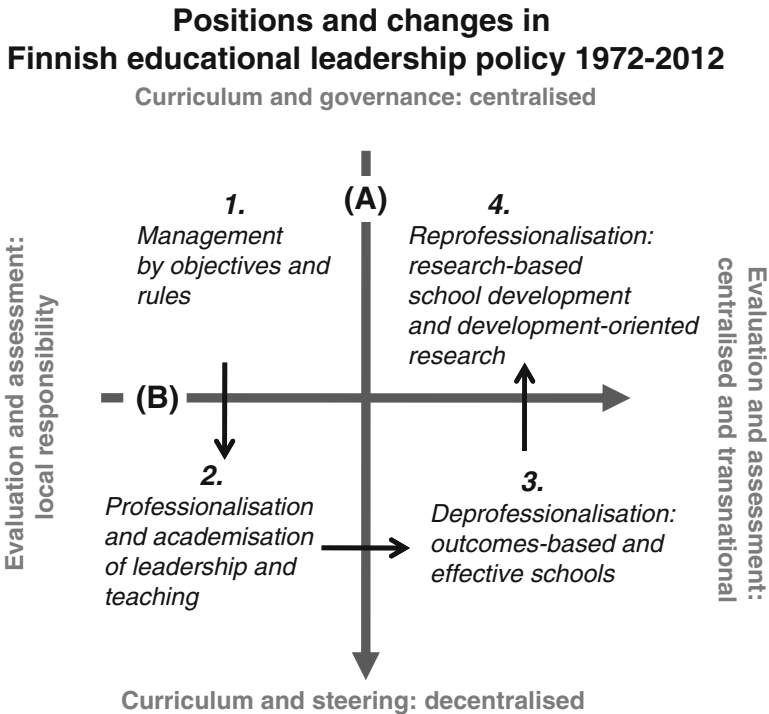 Positions and changes in
Finnish educational leadership policy 1972-2012
Curriculum and governance: centralised
(A)
1.
Management
by objectives and
rules
4.
Reprofessionalisation:
research-based
school development
and development-oriented
research
Evaluation and assessment:
local responsibility
Evaluation and assessment:
centralised and transnational
(B)
2.
Professionalisation
and academisation
of leadership and
teaching
3.
Deprofessionalisation:
outcomes-based and
effective schools
Curriculum and steering: decentralised